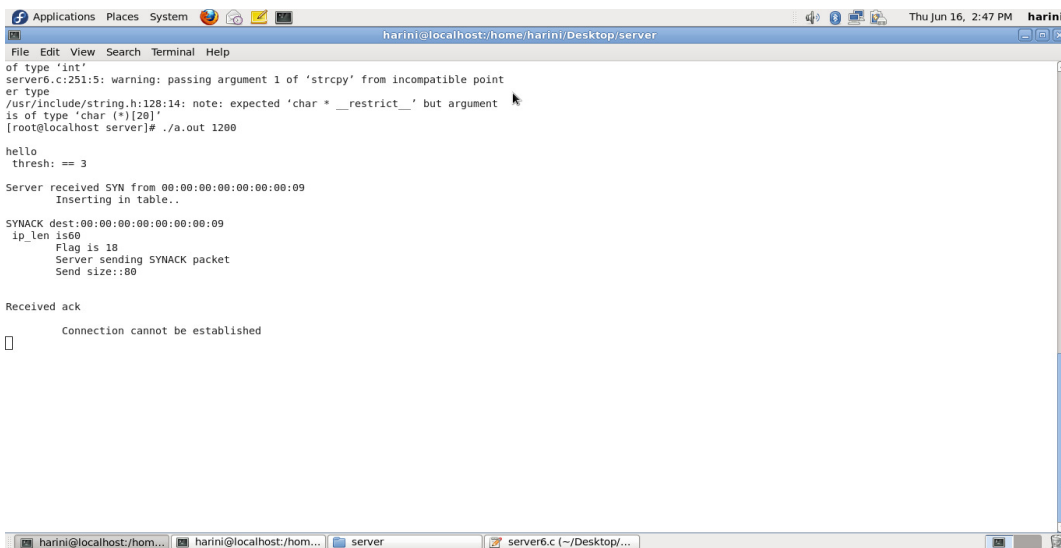 Applications Places System Thu Jun 16, 2:47 PM harini
harini@localhost:/home/harini/Desktop/server
File Edit View Search Terminal Help
of type ‘int’
server6.c:251:5: warning: passing argument 1 of ‘strcpy’ from incompatible point
er type
/usr/include/string.h:128:14: note: expected ‘char * __restrict__’ but argument
is of type ‘char (*)[20]’
[root@localhost server]# ./a.out 1200
hello
thresh: == 3
Server received SYN from 00:00:00:00:00:00:00:09
Inserting in table..
SYNACK dest:00:00:00:00:00:00:00:09
ip_len is60
Flag is 18
Server sending SYNACK packet
Send size::80
Received ack
Connection cannot be established
harini@localhost:/hom... harini@localhost:/hom... server server6.c (~/Desktop/...